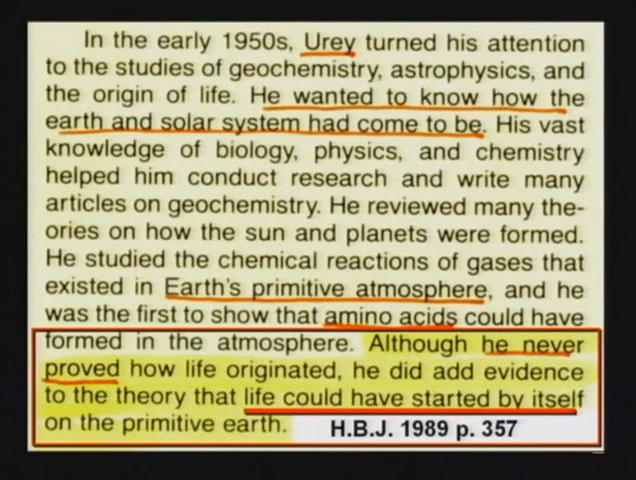 In the early 1950s, Urey turned his attention
to the studies of geochemistry, astrophysics, and
the origin of life. He wanted to know how the
earth and solar system had come to be. His vast
knowledge of biology, physics, and chemistry
helped him conduct research and write many
articles on geochemistry. He reviewed many the-
ories on how the sun and planets were formed.
He studied the chemical reactions of gases that
existed in Earth's primitive atmosphere, and he
was the first to show that amino acids could have
formed in the atmosphere. Although he never
proved how life originated, he did add evidence
to the theory that life could have started by itself
on the primitive earth. H.B.J. 1989 p. 357